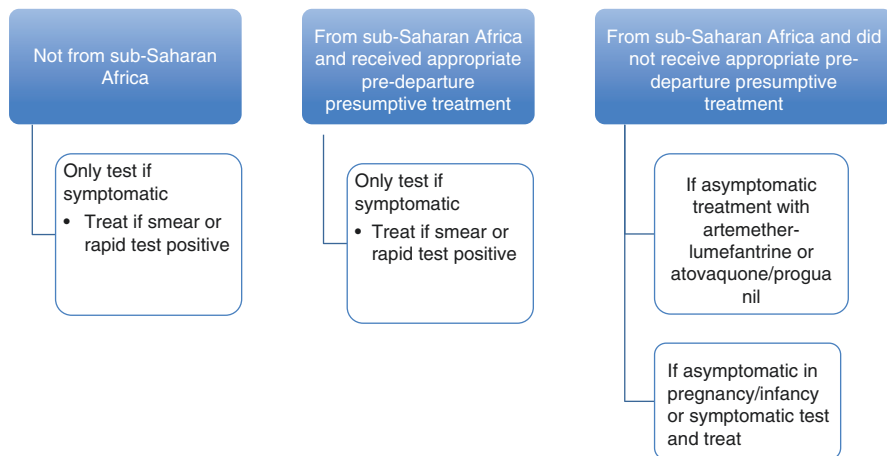 Not from sub-Saharan
Africa
Only test if
symptomatic
• Treat if smear or
rapid test positive
From sub-Saharan Africa
and received appropriate
pre-departure
presumptive treatment
Only test if
symptomatic
• Treat if smear or
rapid test positive
From sub-Saharan Africa and did
not receive appropriate pre-
departure presumptive
treatment
If asymptomatic
treatment with
artemether-
lumefantrine or
atovaquone/progua
nil
If asymptomatic in
pregnancy/infancy
or symptomatic test
and treat